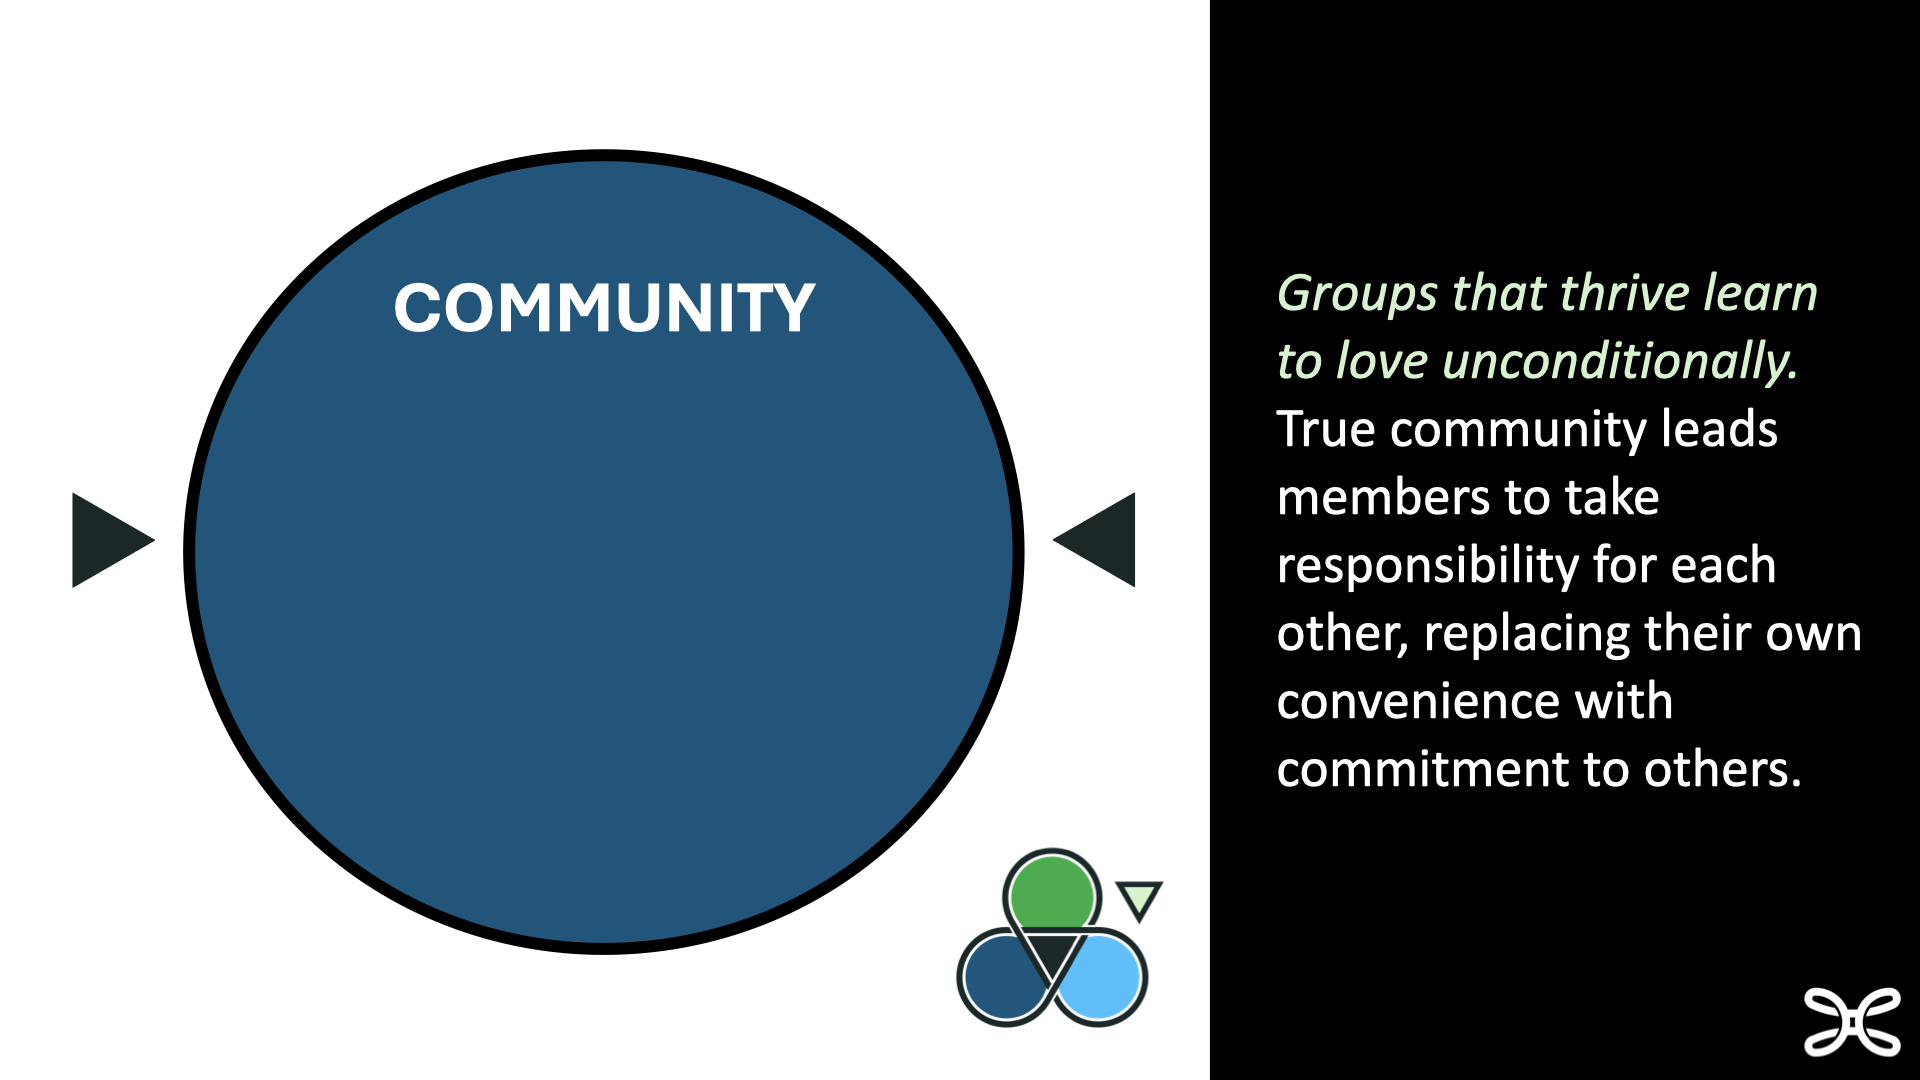 COMMUNITY
Groups that thrive learn
to love unconditionally.
True community leads
members to take
responsibility for each
other, replacing their own
convenience with
commitment to others.